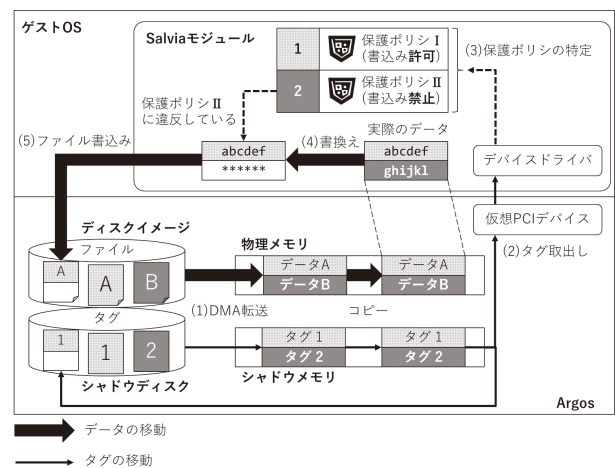 ゲストOS
Salviaモジュール
1
保護ポリシⅠ
(書込み許可)
2
保護ポリシⅡ
(書込み禁止)
(3)保護ポリシの特定
保護ポリシⅡ
に違反している
実際のデータ
(5)ファイル書込み
(4)書換え
abcdef
******
abcdef
ghijkl
デバイスドライバ
仮想PCIデバイス
ディスクイメージ
ファイル
A
A
B
物理メモリ
データA
データB
データA
データB
(2)タグ取出し
(1)DMA転送
コピー
タグ
1
1
2
タグ 1
タグ 2
タグ 1
タグ 2
シャドウディスク
シャドウメモリ
Argos
データの移動
タグの移動